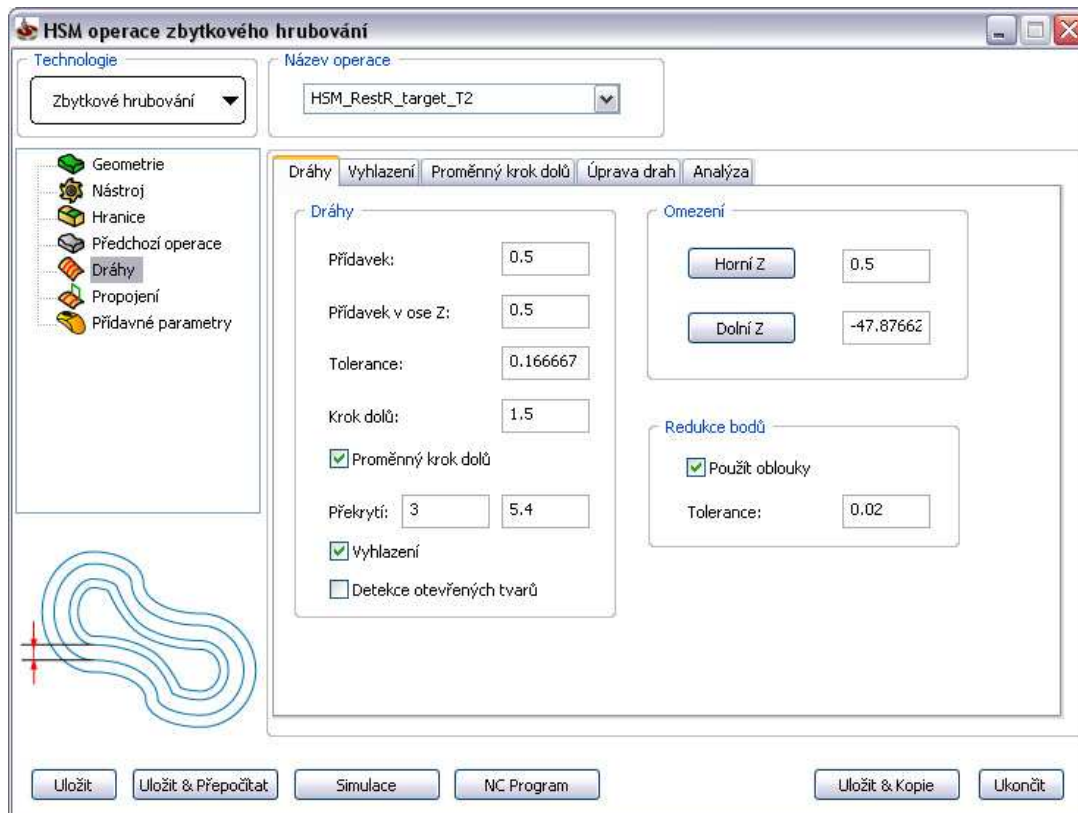 HSM operace zbytkového hrubování
Technologie
Zbytkové hrubování
Název operace
HSM_RestR_target_T2
Geometrie
Nástroj
Hranice
Předchozí operace
Dráhy
Propojení
Přídavné parametry
Dráhy Vyhlazení Proměnný krok dolů Úprava drah Analýza
Dráhy
Přídavek: 0.5
Přídavek v ose Z: 0.5
Tolerance: 0.166667
Krok dolů: 1.5
Proměnný krok dolů
Překrytí: 3 5.4
Vyhlazení
Detekce otevřených tvarů
Omezení
Horní Z 0.5
Dolní Z -47.87662
Redukce bodů
Použít oblouky
Tolerance: 0.02
Uložit Uložit & Přepočítat Simulace NC Program Uložit & Kopie Ukončit